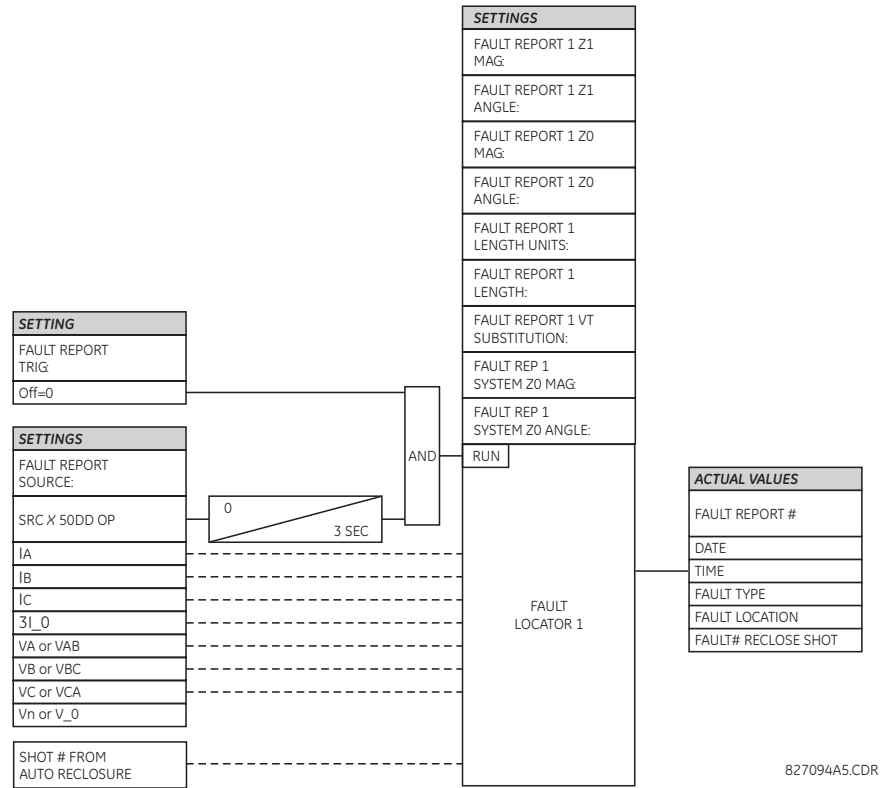 SETTINGS
FAULT REPORT 1 Z1
MAG:
FAULT REPORT 1 Z1
ANGLE:
FAULT REPORT 1 Z0
MAG:
FAULT REPORT 1 Z0
ANGLE:
FAULT REPORT 1
LENGTH UNITS:
FAULT REPORT 1
LENGTH:
FAULT REPORT 1 VT
SUBSTITUTION:
FAULT REP 1
SYSTEM Z0 MAG:
FAULT REP 1
SYSTEM Z0 ANGLE:
SETTING
FAULT REPORT
TRIG:
Off=0
SETTINGS
FAULT REPORT
SOURCE:
SRC X 50DD OP
IA
IB
IC
3I_0
VA or VAB
VB or VBC
VC or VCA
Vn or V_0
SHOT # FROM
AUTO RECLOSURE
0
3 SEC
AND
RUN
FAULT
LOCATOR 1
ACTUAL VALUES
FAULT REPORT #
DATE
TIME
FAULT TYPE
FAULT LOCATION
FAULT# RECLOSE SHOT
827094A5.CDR